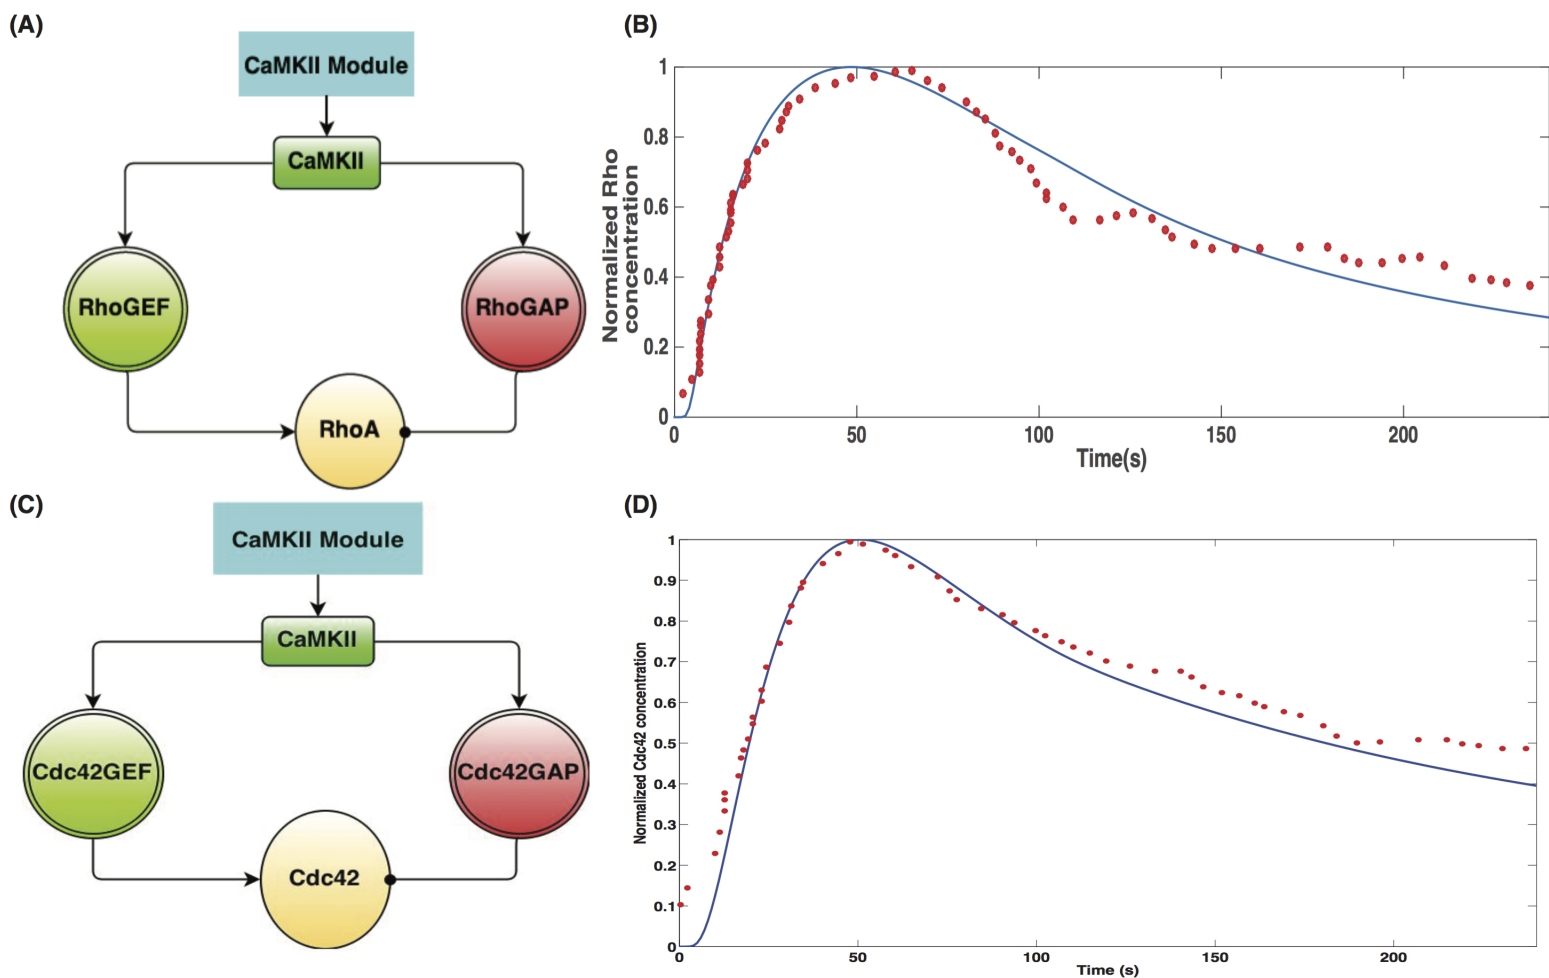 (A)
CaMKII Module
CaMKII
RhoGEF
RhoGAP
RhoA
(B)
Normalized Rho
concentration
1
0.8
0.6
0.4
0.2
0
0
50
100
150
200
Time(s)
(C)
CaMKII Module
CaMKII
Cdc42GEF
Cdc42GAP
Cdc42
(D)
Normalized Cdc42 concentration
1
0.9
0.8
0.7
0.6
0.5
0.4
0.3
0.2
0.1
0
0
50
100
150
200
Time (s)